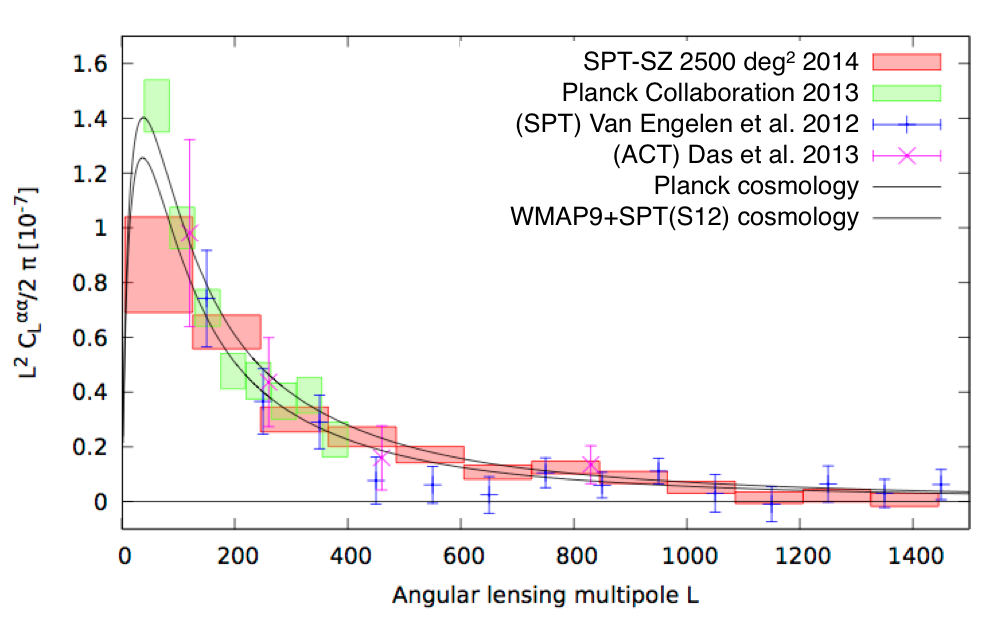 SPT-SZ 2500 deg² 2014
Planck Collaboration 2013
(SPT) Van Engelen et al. 2012
(ACT) Das et al. 2013
Planck cosmology
WMAP9+SPT(S12) cosmology
L² C_L^αα/2 π [10⁻⁷]
1.6
1.4
1.2
1
0.8
0.6
0.4
0.2
0
0 200 400 600 800 1000 1200 1400
Angular lensing multipole L